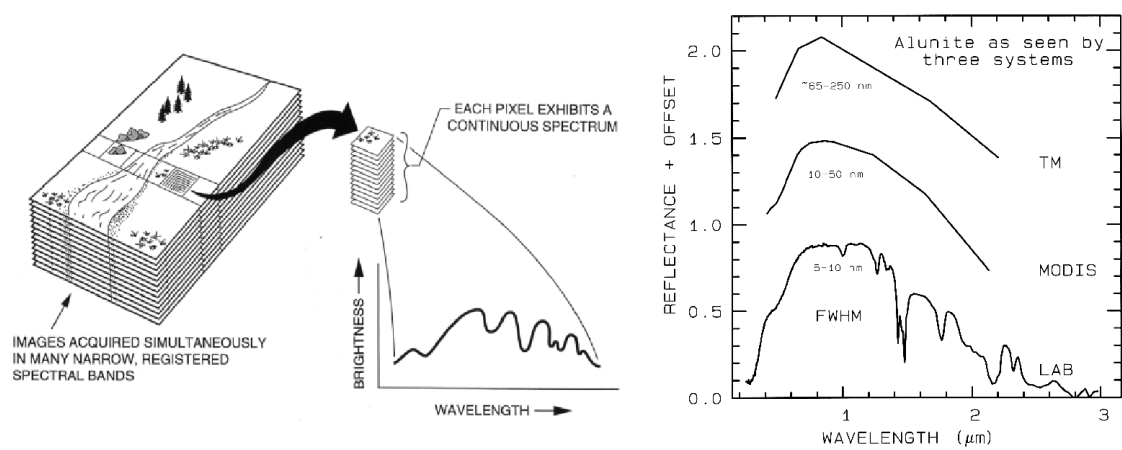 EACH PIXEL EXHIBITS A
CONTINUOUS SPECTRUM
IMAGES ACQUIRED SIMULTANEOUSLY
IN MANY NARROW, REGISTERED
SPECTRAL BANDS
BRIGHTNESS
WAVELENGTH
Alunite as seen by
three systems
~65-250 nm
TM
10-50 nm
MODIS
5-10 nm
FWHM
LAB
REFLECTANCE + OFFSET
2.0
1.5
1.0
0.5
0.0
1
2
3
WAVELENGTH (μm)